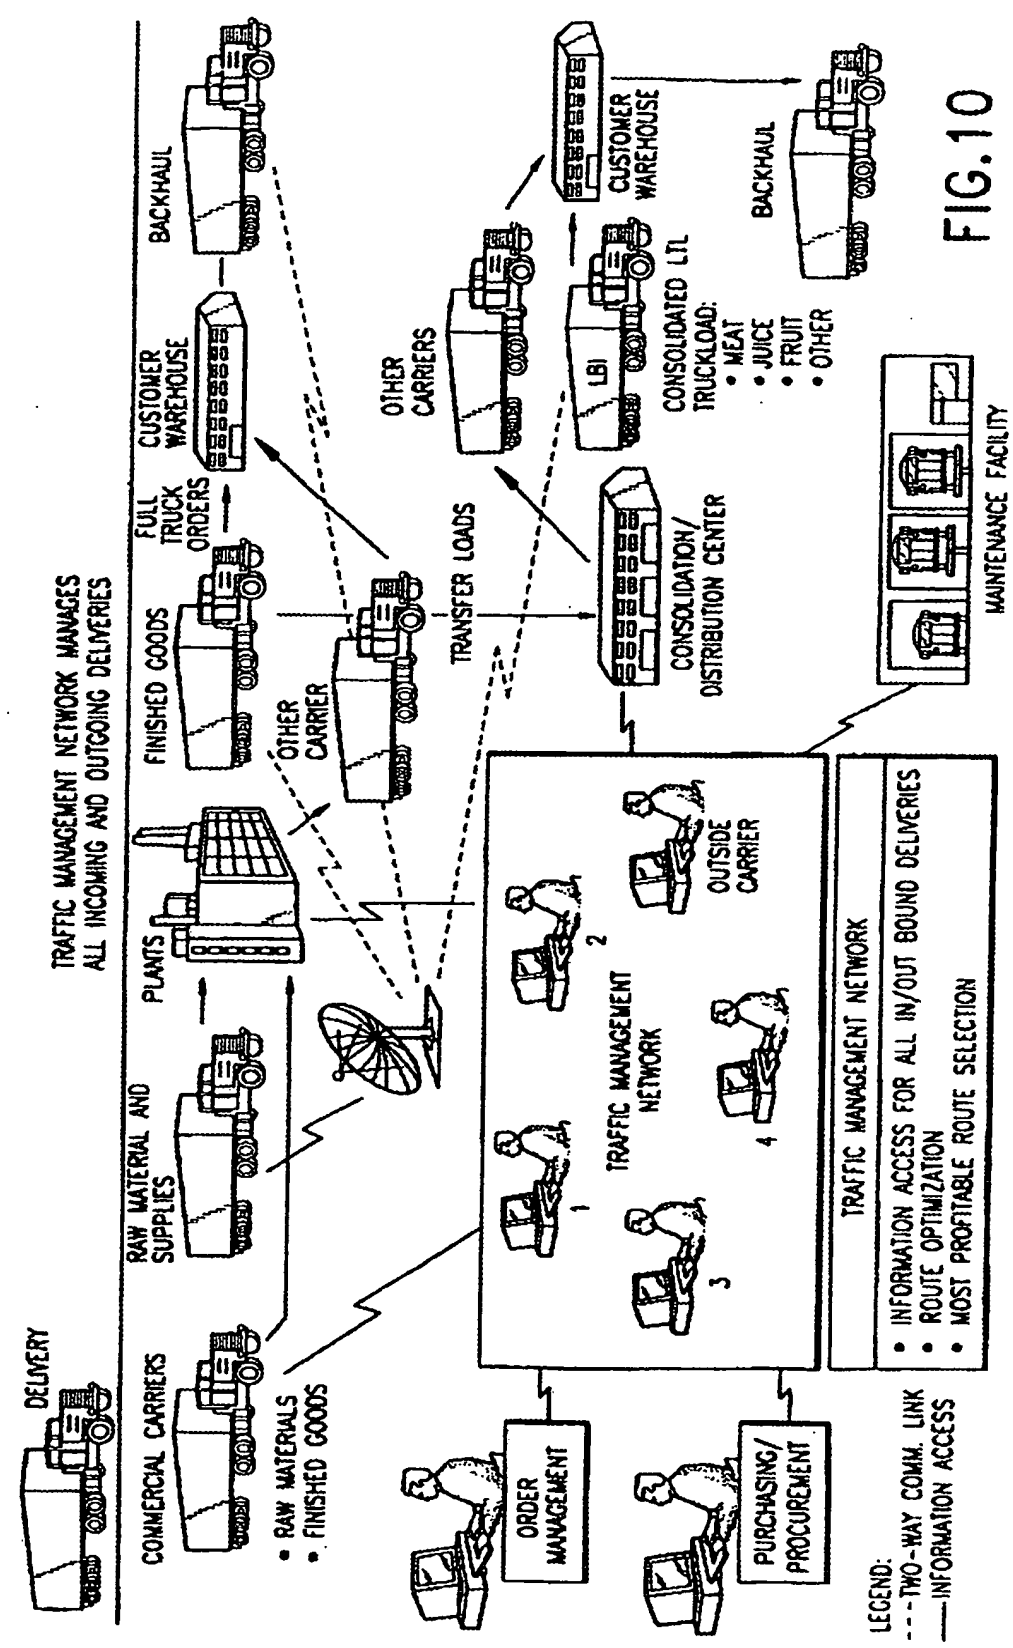 TRAFFIC MANAGEMENT NETWORK MANAGES
ALL INCOMING AND OUTGOING DELIVERIES
DELIVERY
COMMERCIAL CARRIERS
• RAW MATERIALS
• FINISHED GOODS
RAW MATERIAL AND
SUPPLIES
PLANTS
FINISHED GOODS
FULL
TRUCK
ORDERS
CUSTOMER
WAREHOUSE
BACKHAUL
OTHER
CARRIER
TRANSFER LOADS
OTHER
CARRIERS
LBI
CONSOLIDATED LTL
TRUCKLOAD:
• MEAT
• JUICE
• FRUIT
• OTHER
CUSTOMER
WAREHOUSE
BACKHAUL
CONSOLIDATION/
DISTRIBUTION CENTER
MAINTENANCE FACILITY
ORDER
MANAGEMENT
PURCHASING/
PROCUREMENT
1
2
TRAFFIC MANAGEMENT
NETWORK
3
4
OUTSIDE
CARRIER
TRAFFIC MANAGEMENT NETWORK
• INFORMATION ACCESS FOR ALL IN/OUT BOUND DELIVERIES
• ROUTE OPTIMIZATION
• MOST PROFITABLE ROUTE SELECTION
LEGEND:
---TWO-WAY COMM. LINK
——INFORMATION ACCESS
FIG.10